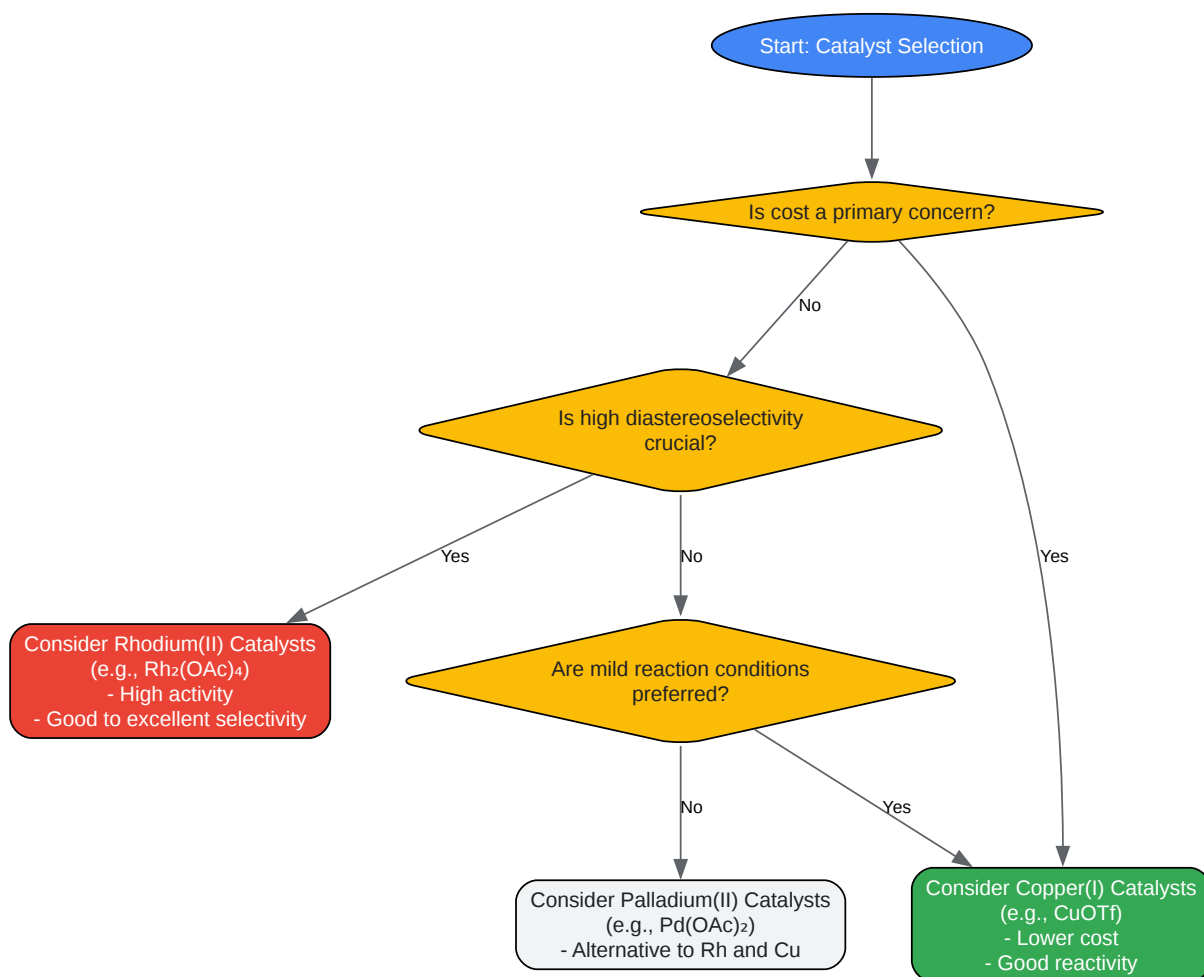 Start: Catalyst Selection
Is cost a primary concern?
No
Is high diastereoselectivity
crucial?
Yes
No
Yes
Consider Rhodium(II) Catalysts
(e.g., Rh₂(OAc)₄)
- High activity
- Good to excellent selectivity
Are mild reaction conditions
preferred?
No
Yes
Consider Palladium(II) Catalysts
(e.g., Pd(OAc)₂)
- Alternative to Rh and Cu
Consider Copper(I) Catalysts
(e.g., CuOTf)
- Lower cost
- Good reactivity